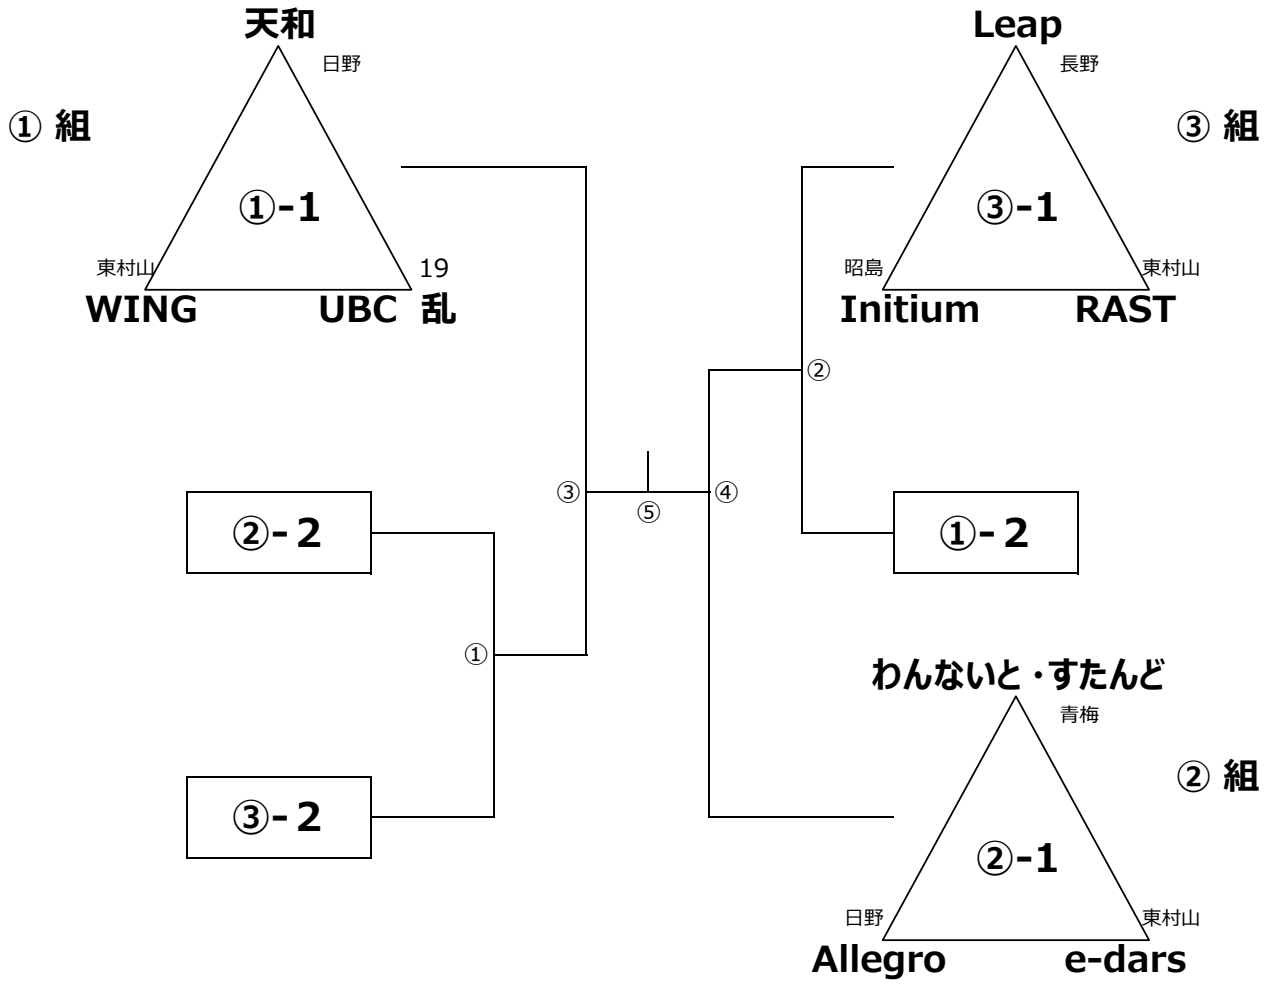 天和
日野
① 組
①-1
東村山
19
WING
UBC 乱
Leap
長野
③ 組
③-1
昭島
東村山
Initium
RAST
②
②-2
③
⑤
④
①-2
①
③-2
わんないと・すたんど
青梅
② 組
②-1
日野
東村山
Allegro
e-dars